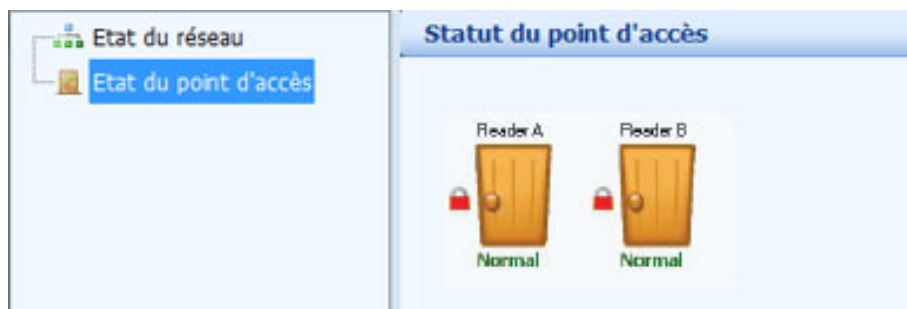 Etat du réseau
Etat du point d'accès
Statut du point d'accès
Reader A
Reader B
Normal
Normal